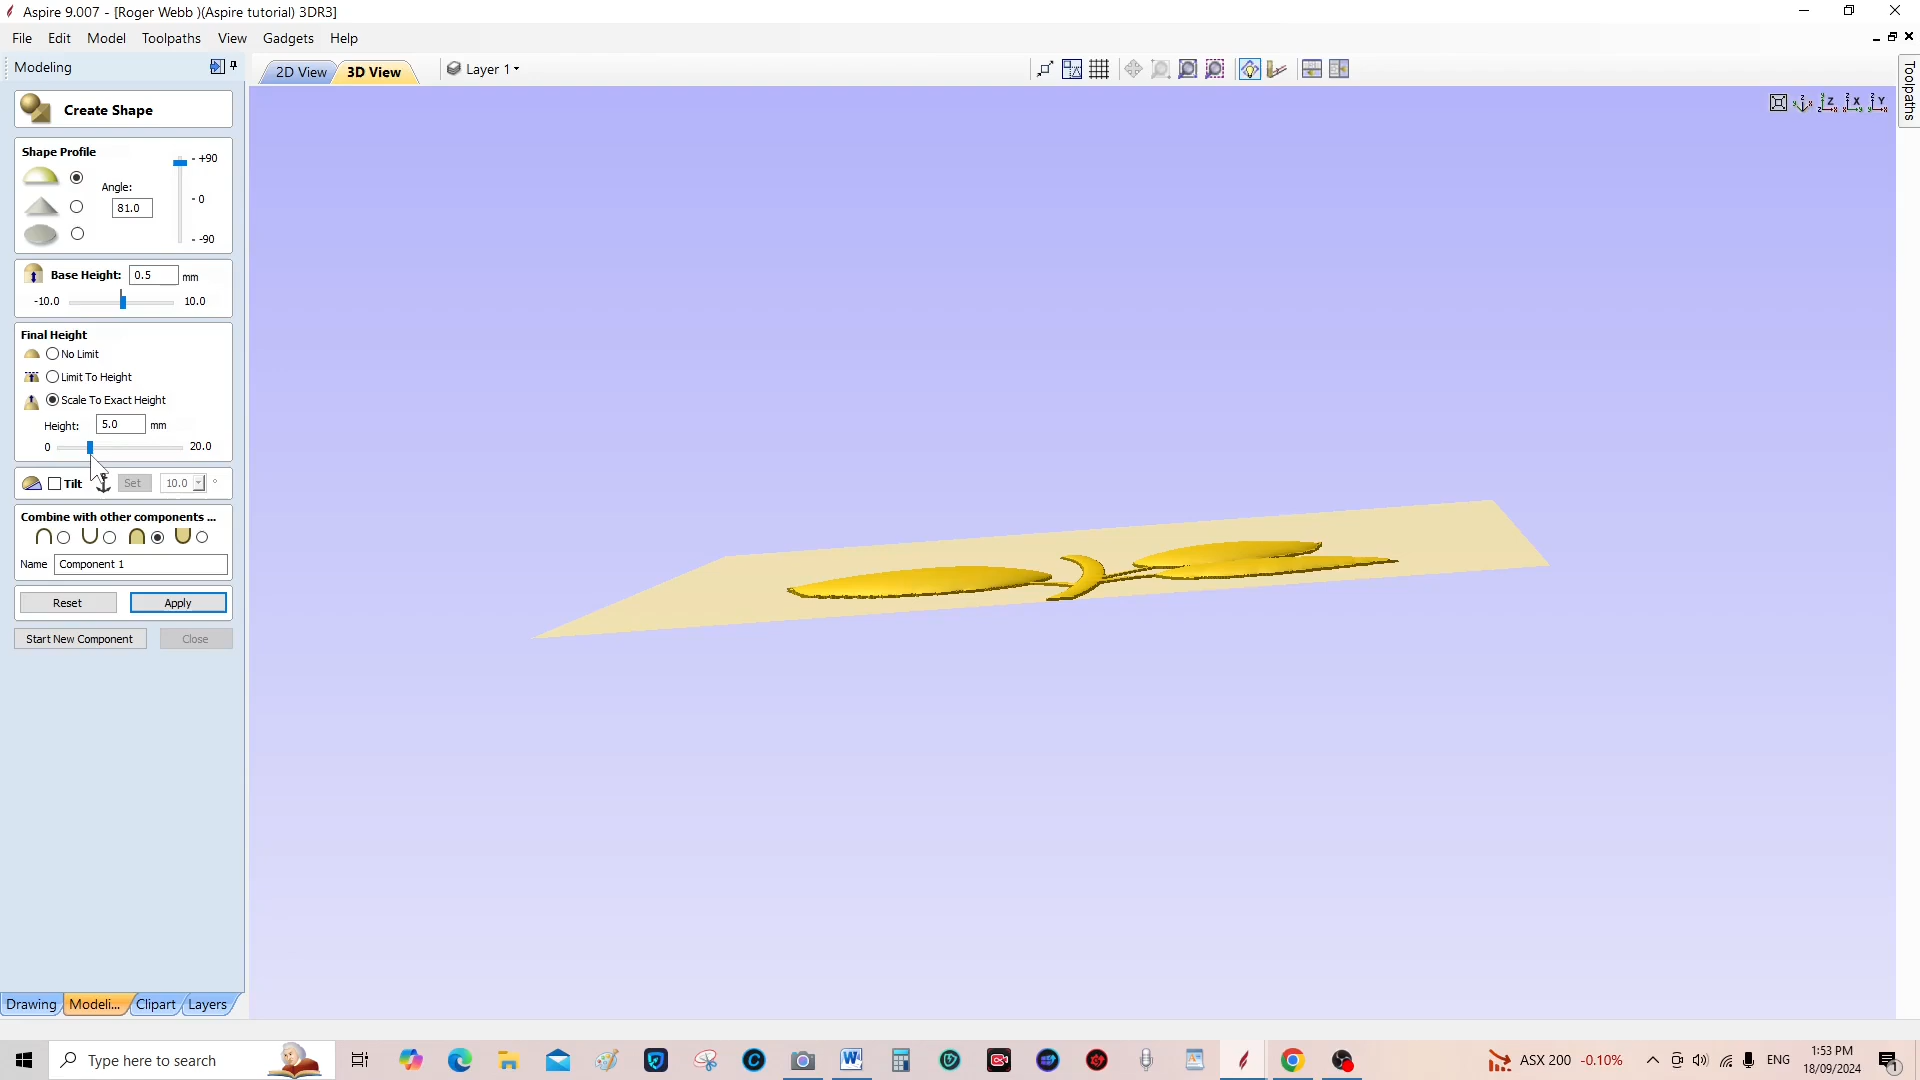 Aspire 9.007 - [Roger Webb )(Aspire tutorial) 3DR3]
File Edit Model Toolpaths View Gadgets Help
Modeling
2D View 3D View Layer 1
Toolpaths
Create Shape
Shape Profile
Angle:
81.0
+90
0
-90
Base Height: 0.5 mm
-10.0 10.0
Final Height
No Limit
Limit To Height
Scale To Exact Height
Height: 5.0 mm
0 20.0
Tilt Set 10.0 °
Combine with other components ...
Name Component 1
Reset Apply
Start New Component Close
Z X Y
Drawing Modeli... Clipart Layers
Type here to search
ASX 200 -0.10%
ENG
1:53 PM
18/09/2024
1